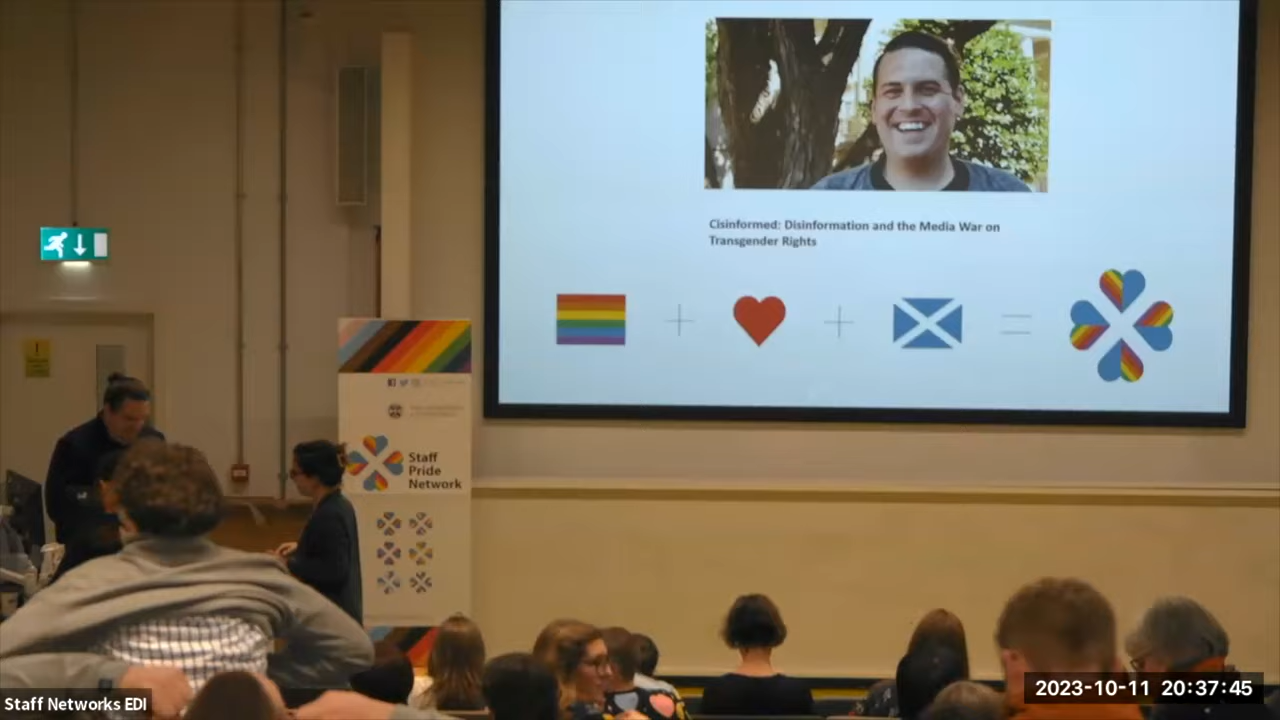 Cisinformed: Disinformation and the Media War on
Transgender Rights
Staff
Pride
Network
Staff Networks EDI
2023-10-11 20:37:45